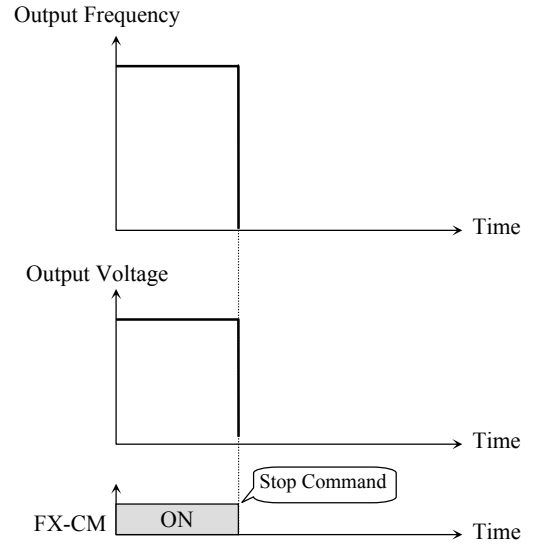 Output Frequency
Time
Output Voltage
Time
Stop Command
FX-CM
ON
Time